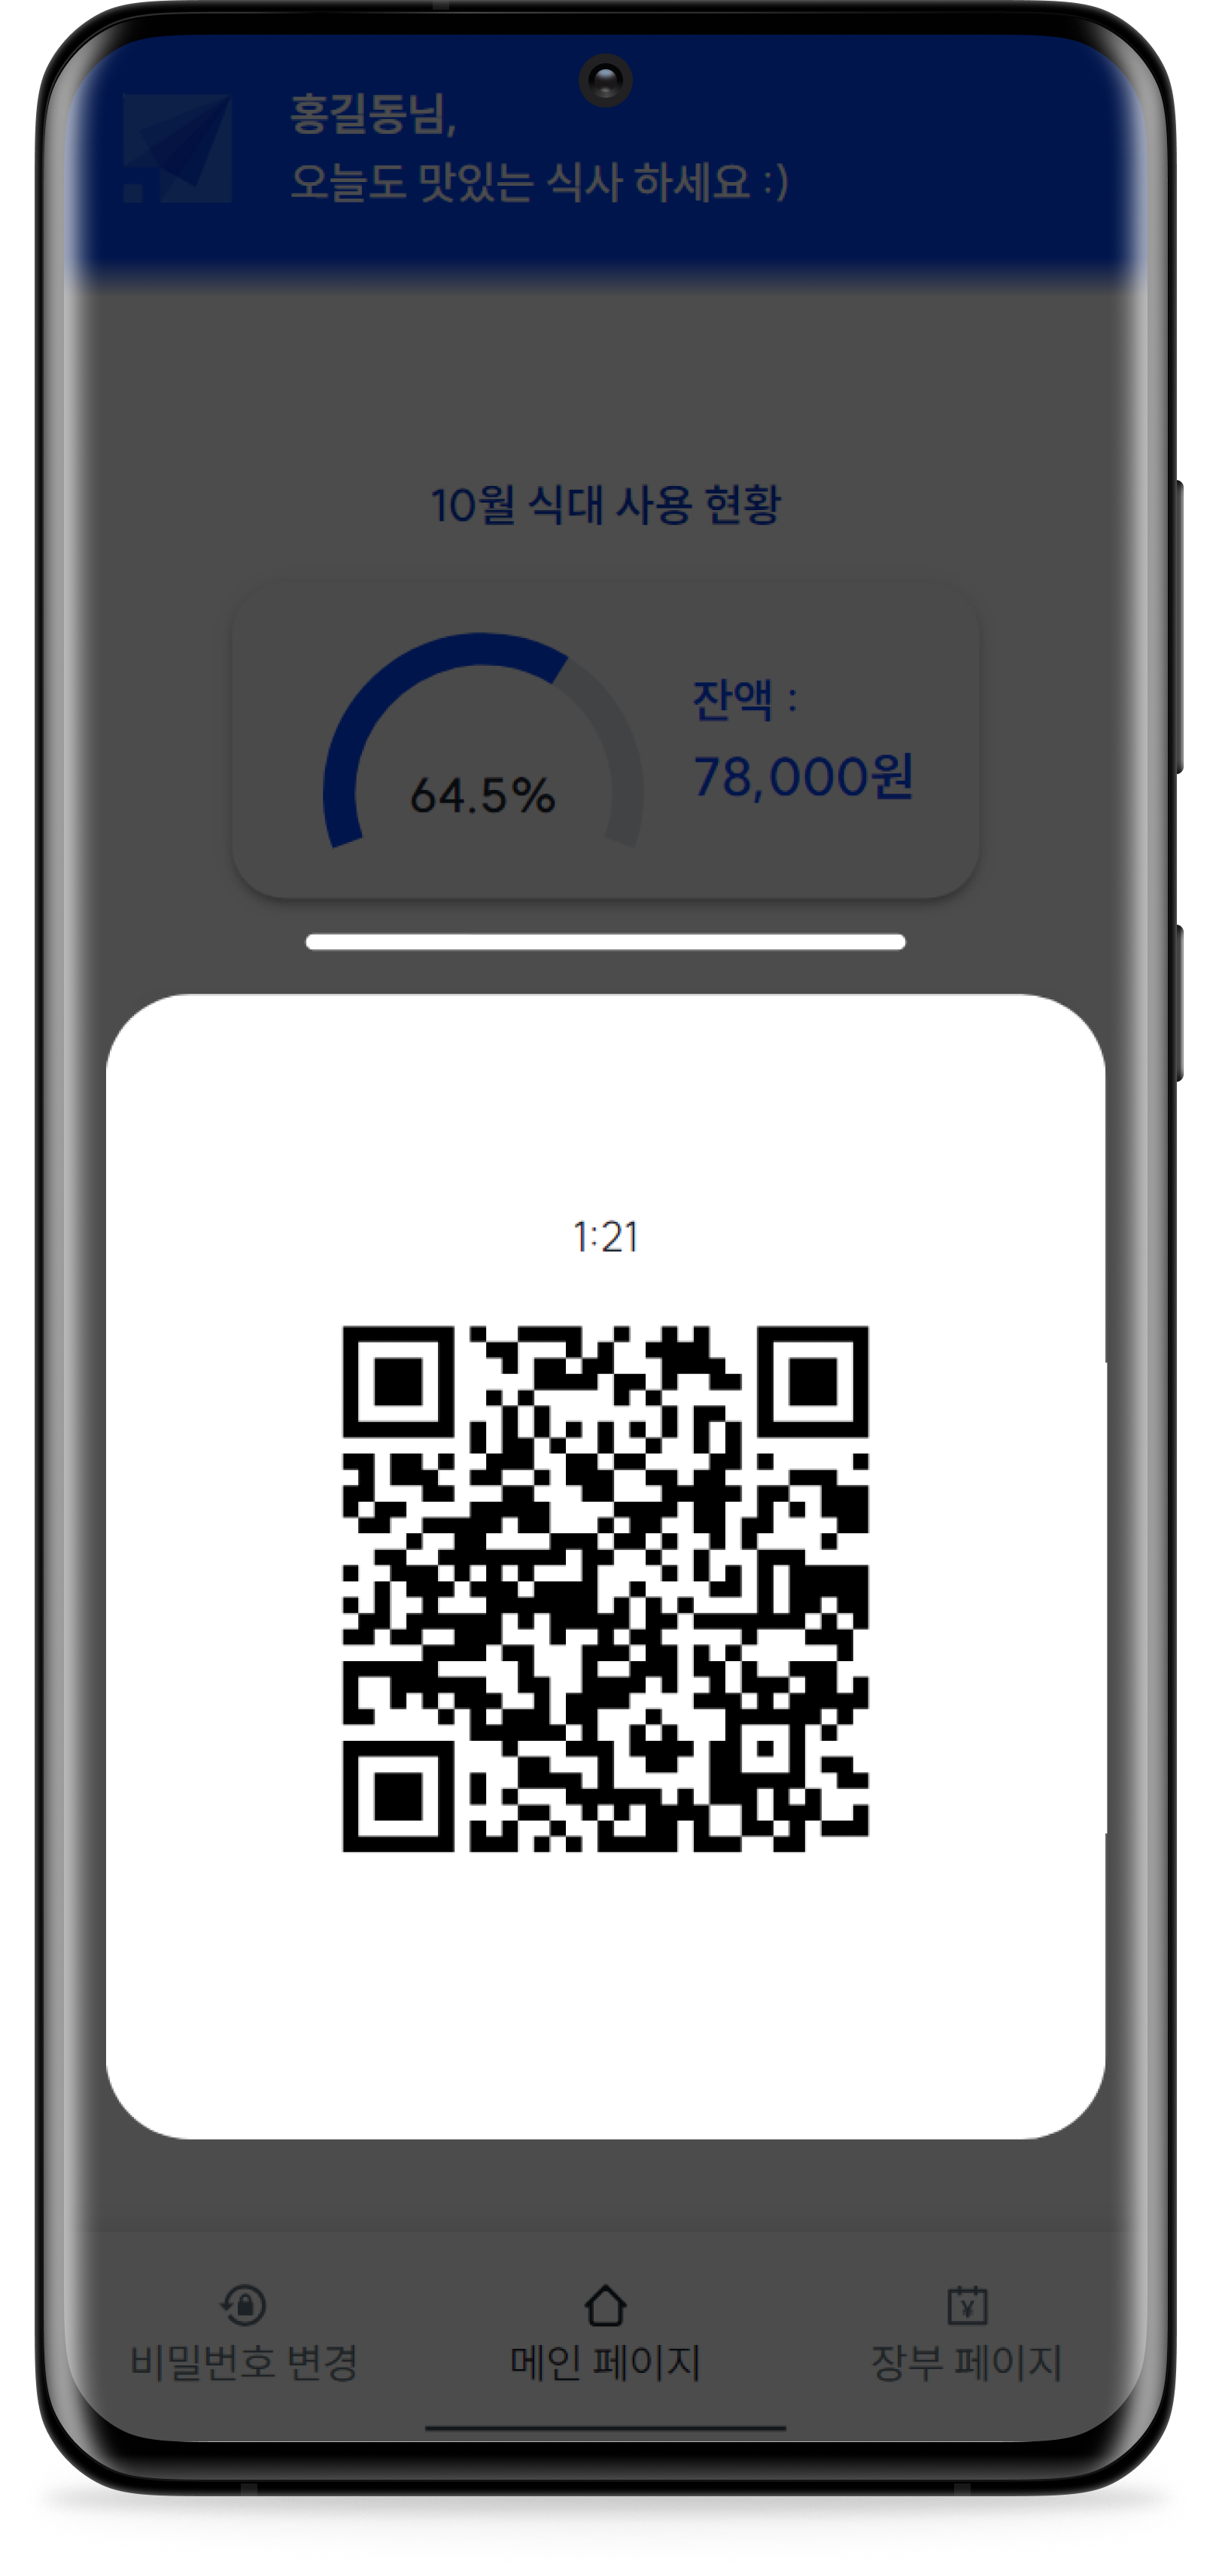 홍길동님,
오늘도 맛있는 식사 하세요 :)
10월 식대 사용 현황
64.5%
잔액 :
78,000원
1:21
비밀번호 변경
메인 페이지
장부 페이지